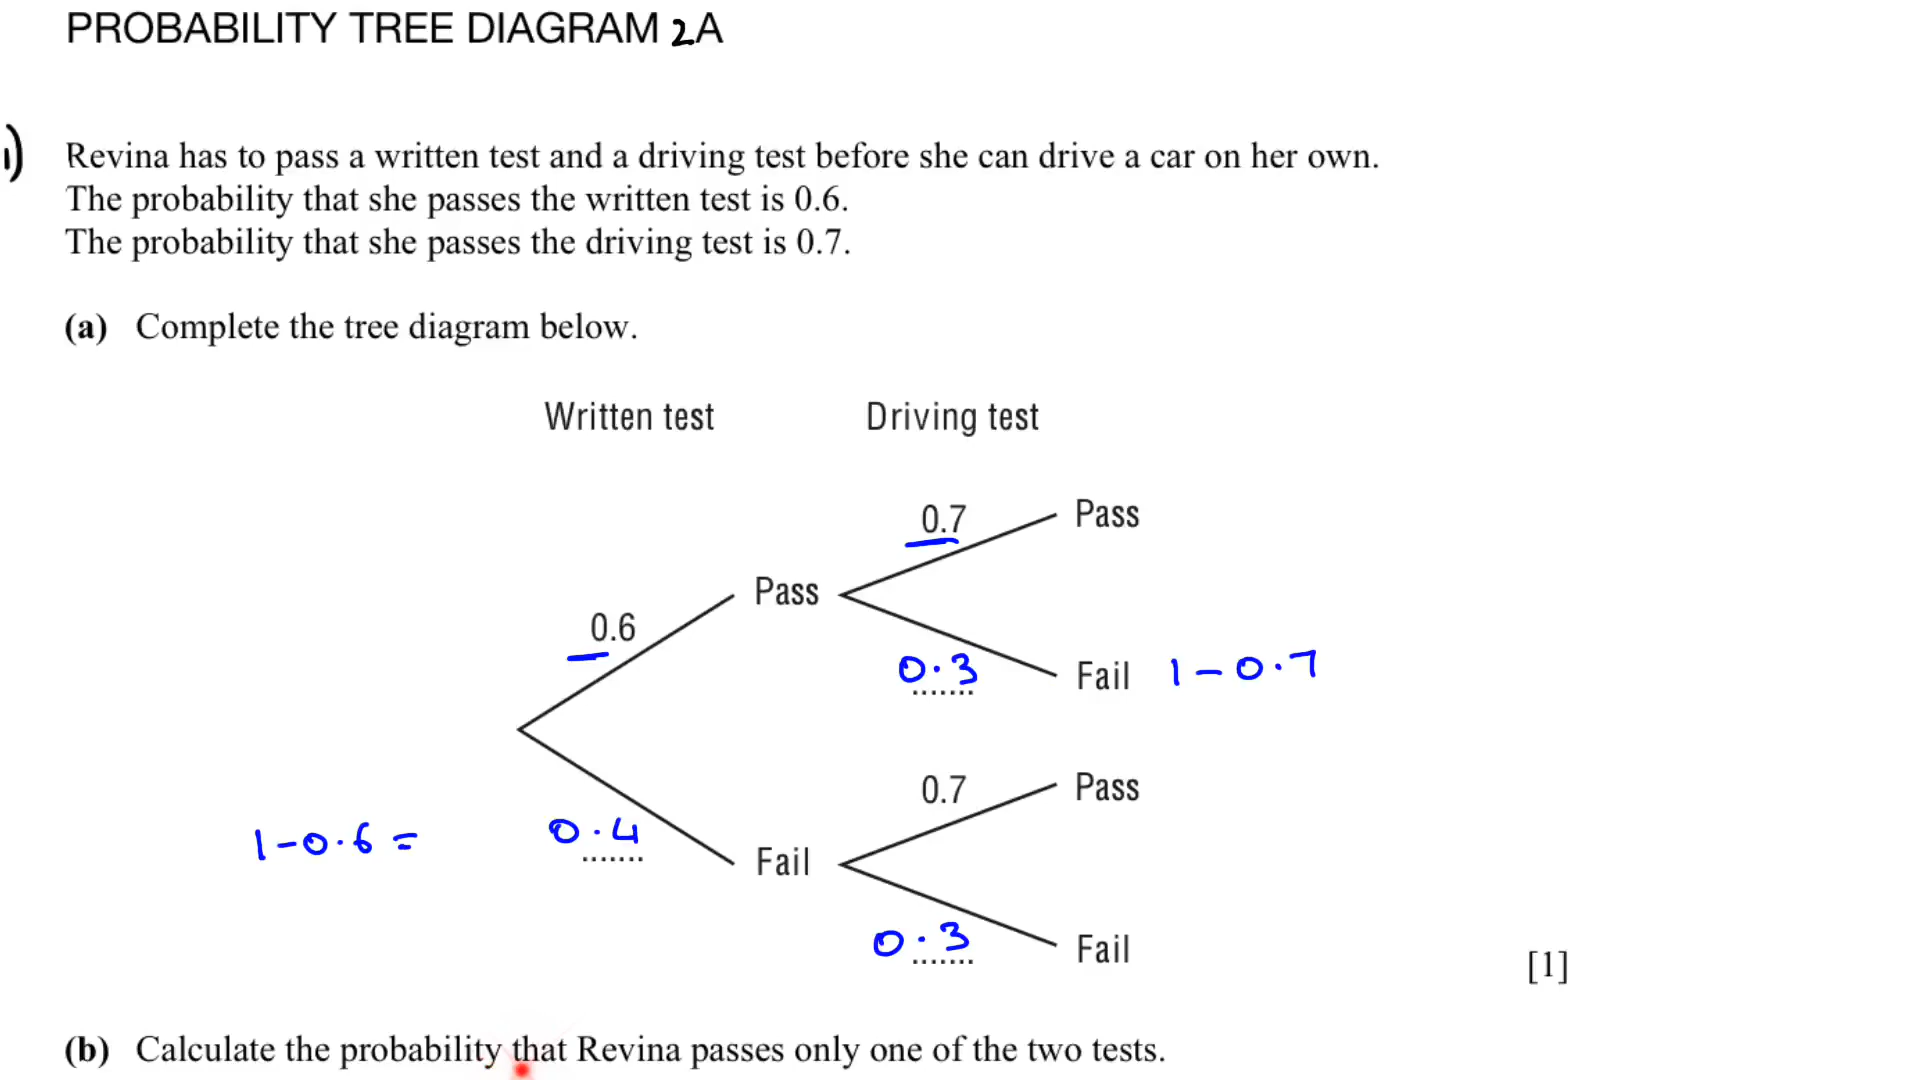 PROBABILITY TREE DIAGRAM 2A
1) Revina has to pass a written test and a driving test before she can drive a car on her own.
The probability that she passes the written test is 0.6.
The probability that she passes the driving test is 0.7.
(a) Complete the tree diagram below.
Written test Driving test
0.7 Pass
Pass
0.6
0.3 Fail 1-0.7
0.7 Pass
1-0.6= 0.4
Fail
0.3 Fail
[1]
(b) Calculate the probability that Revina passes only one of the two tests.